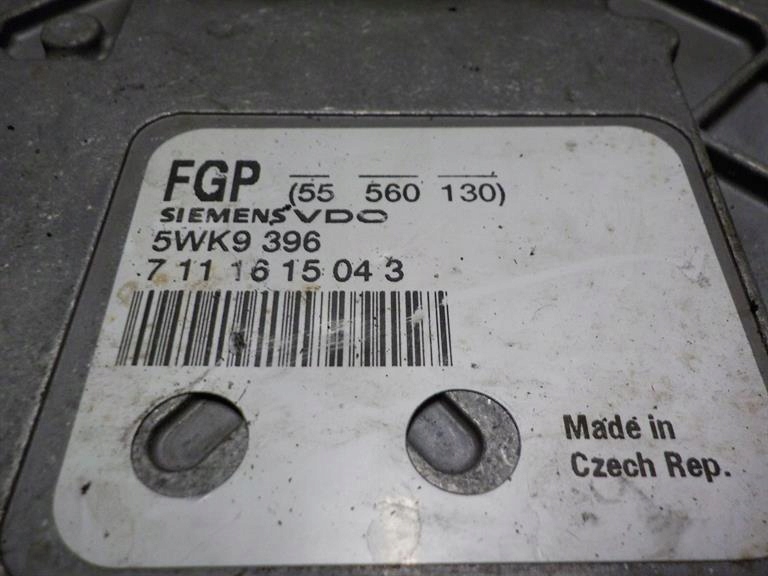 FGP (55 560 130)
SIEMENS VDO
5WK9 396
7 11 16 15 04 3
Made in
Czech Rep.